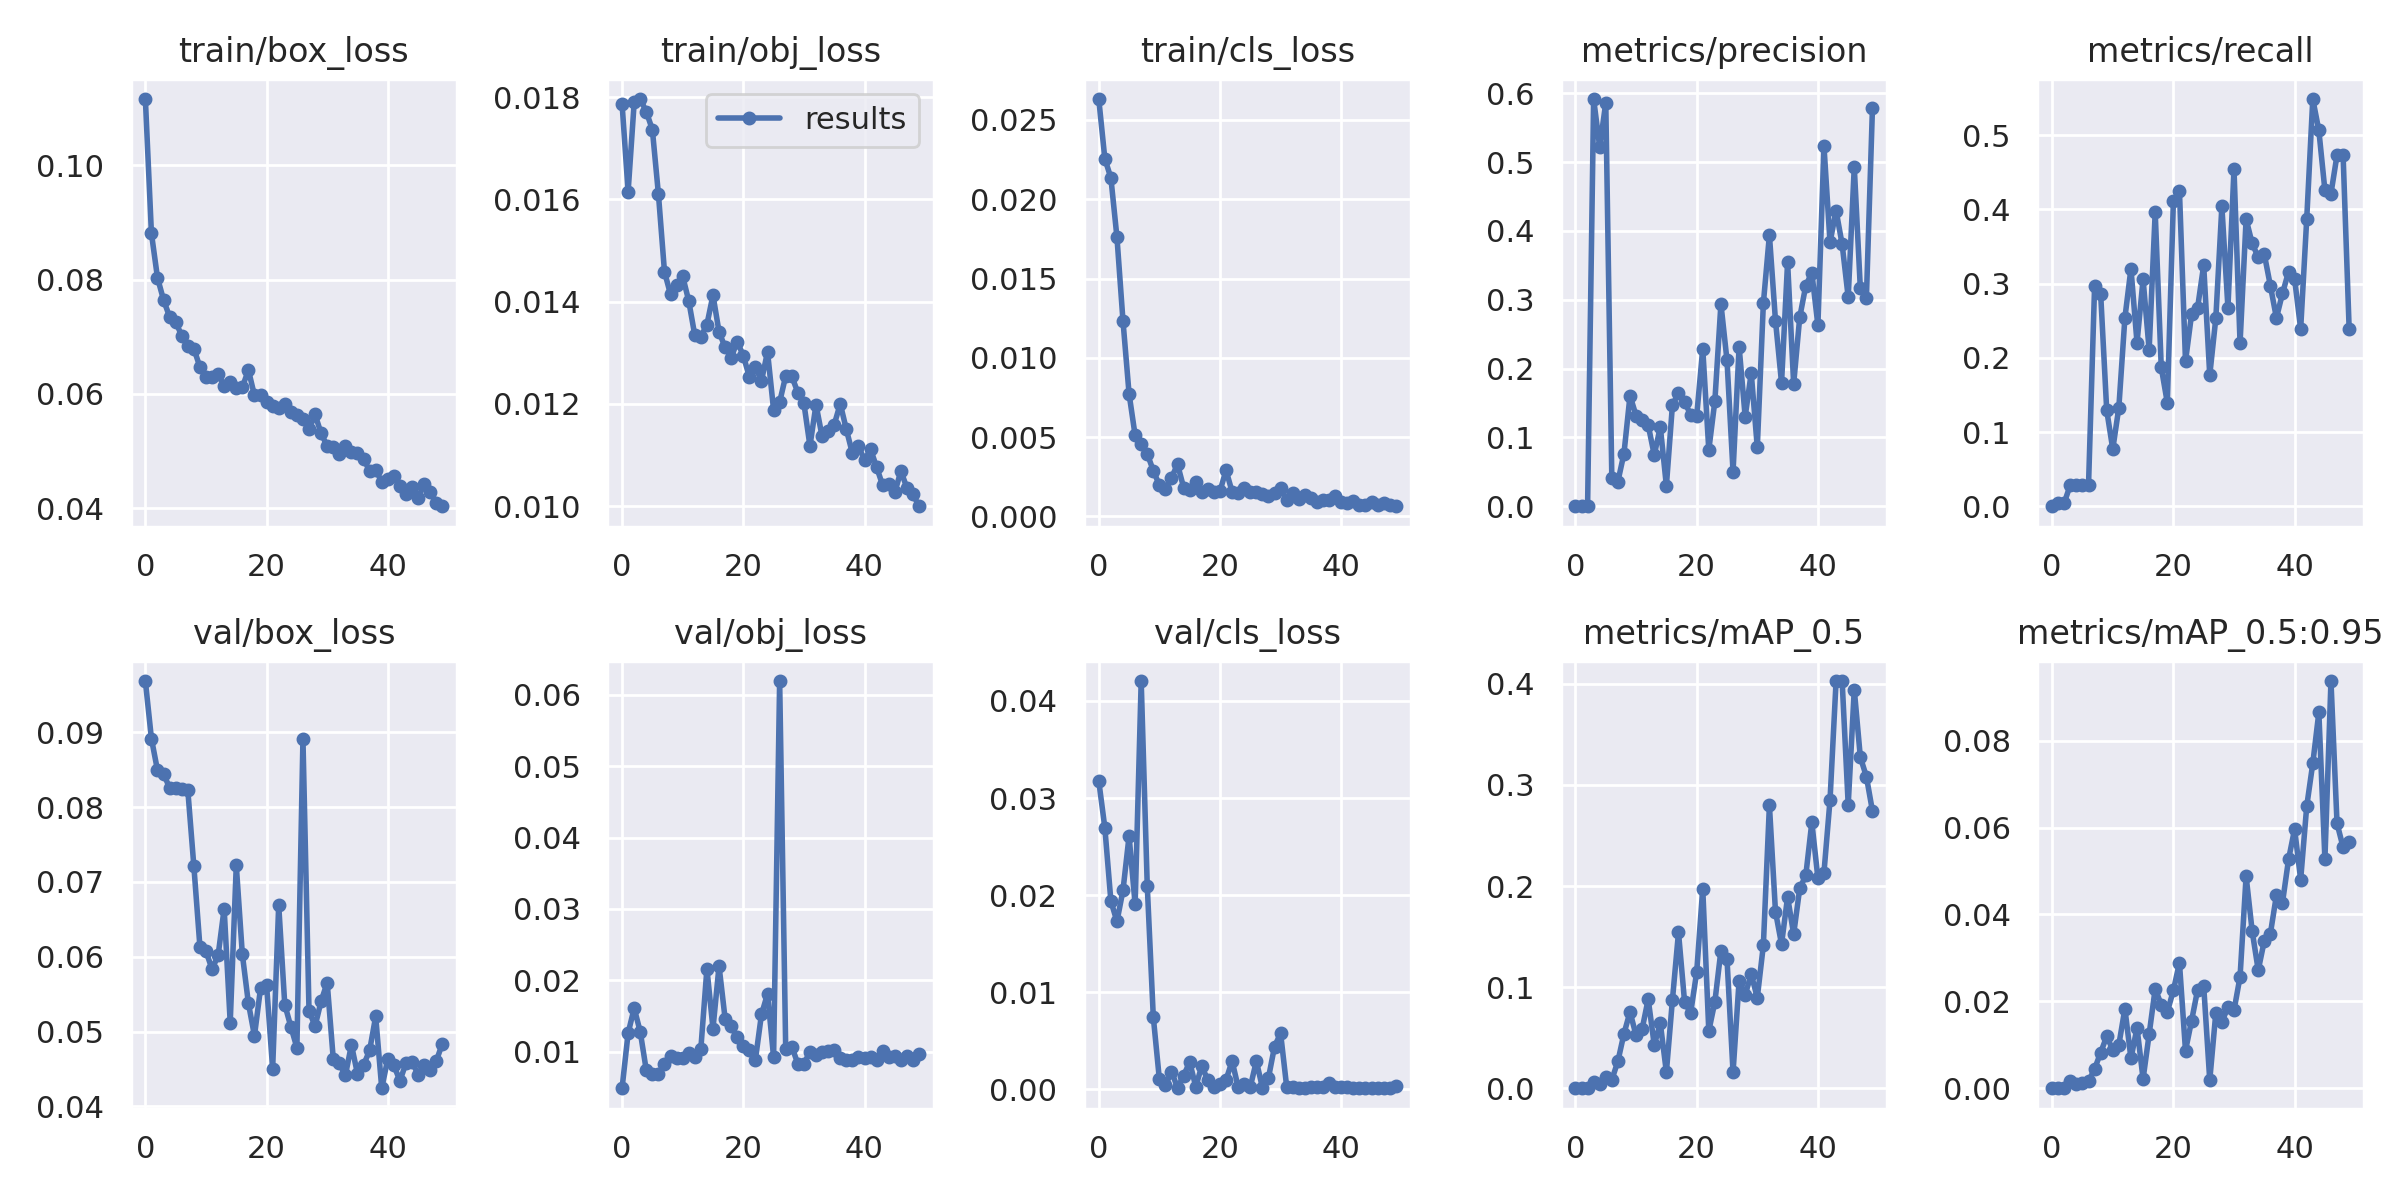 train/box_loss
0.10
0.08
0.06
0.04
0 20 40
train/obj_loss
results
0.018
0.016
0.014
0.012
0.010
0 20 40
train/cls_loss
0.025
0.020
0.015
0.010
0.005
0.000
0 20 40
metrics/precision
0.6
0.5
0.4
0.3
0.2
0.1
0.0
0 20 40
metrics/recall
0.5
0.4
0.3
0.2
0.1
0.0
0 20 40
val/box_loss
0.09
0.08
0.07
0.06
0.05
0.04
0 20 40
val/obj_loss
0.06
0.05
0.04
0.03
0.02
0.01
0 20 40
val/cls_loss
0.04
0.03
0.02
0.01
0.00
0 20 40
metrics/mAP_0.5
0.4
0.3
0.2
0.1
0.0
0 20 40
metrics/mAP_0.5:0.95
0.08
0.06
0.04
0.02
0.00
0 20 40